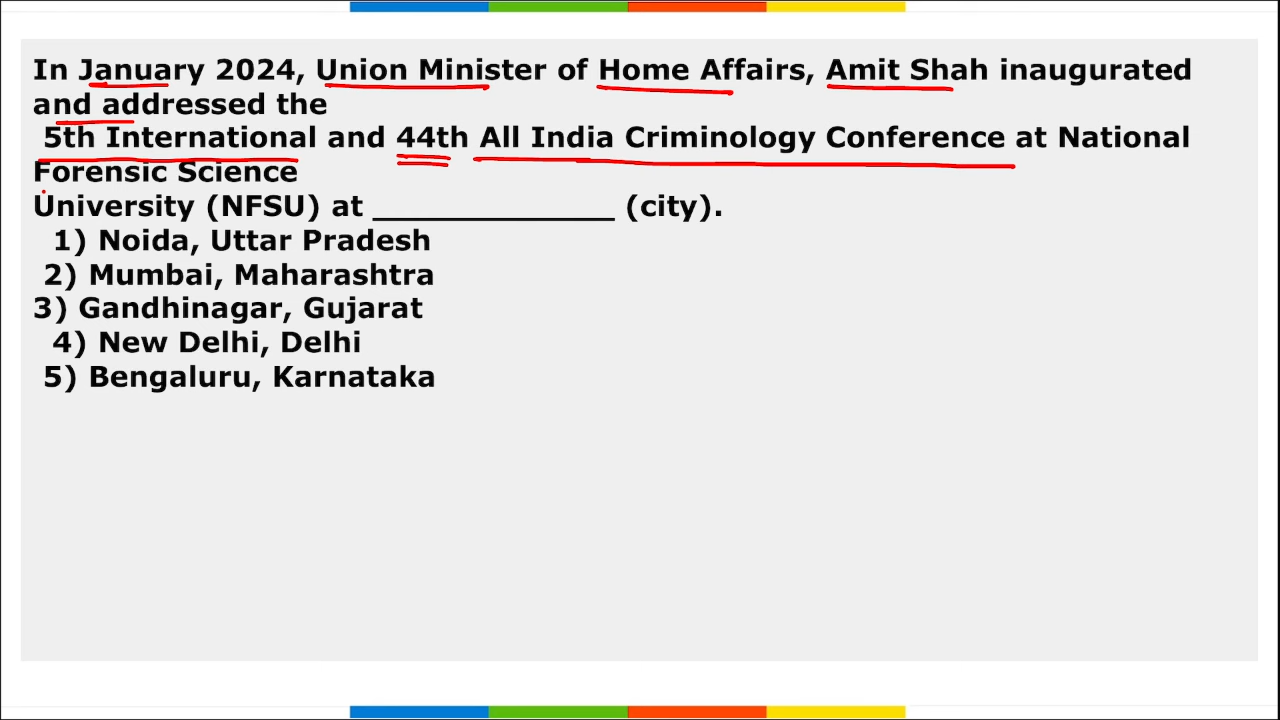 In January 2024, Union Minister of Home Affairs, Amit Shah inaugurated
and addressed the
5th International and 44th All India Criminology Conference at National
Forensic Science
University (NFSU) at ______________ (city).
1) Noida, Uttar Pradesh
2) Mumbai, Maharashtra
3) Gandhinagar, Gujarat
4) New Delhi, Delhi
5) Bengaluru, Karnataka